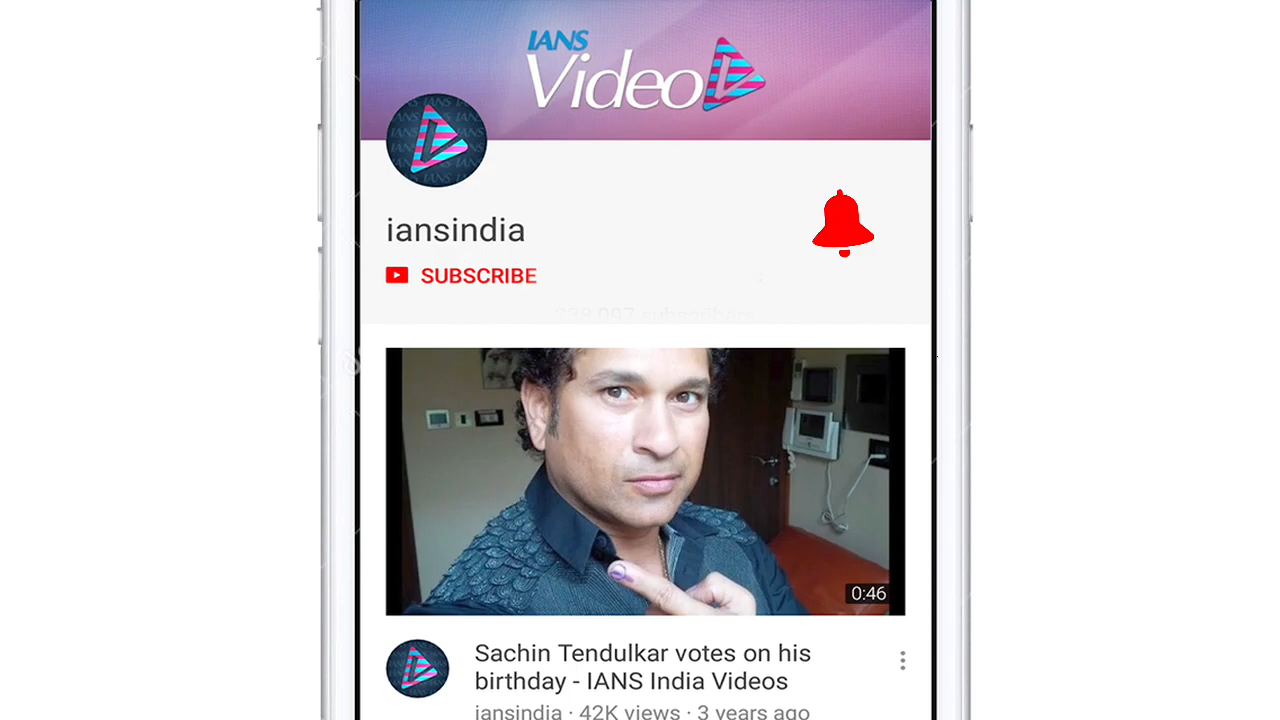 IANS
Video
iansindia
SUBSCRIBE
subscribers
0:46
Sachin Tendulkar votes on his
birthday - IANS India Videos
iansindia · 42K views · 3 years ago